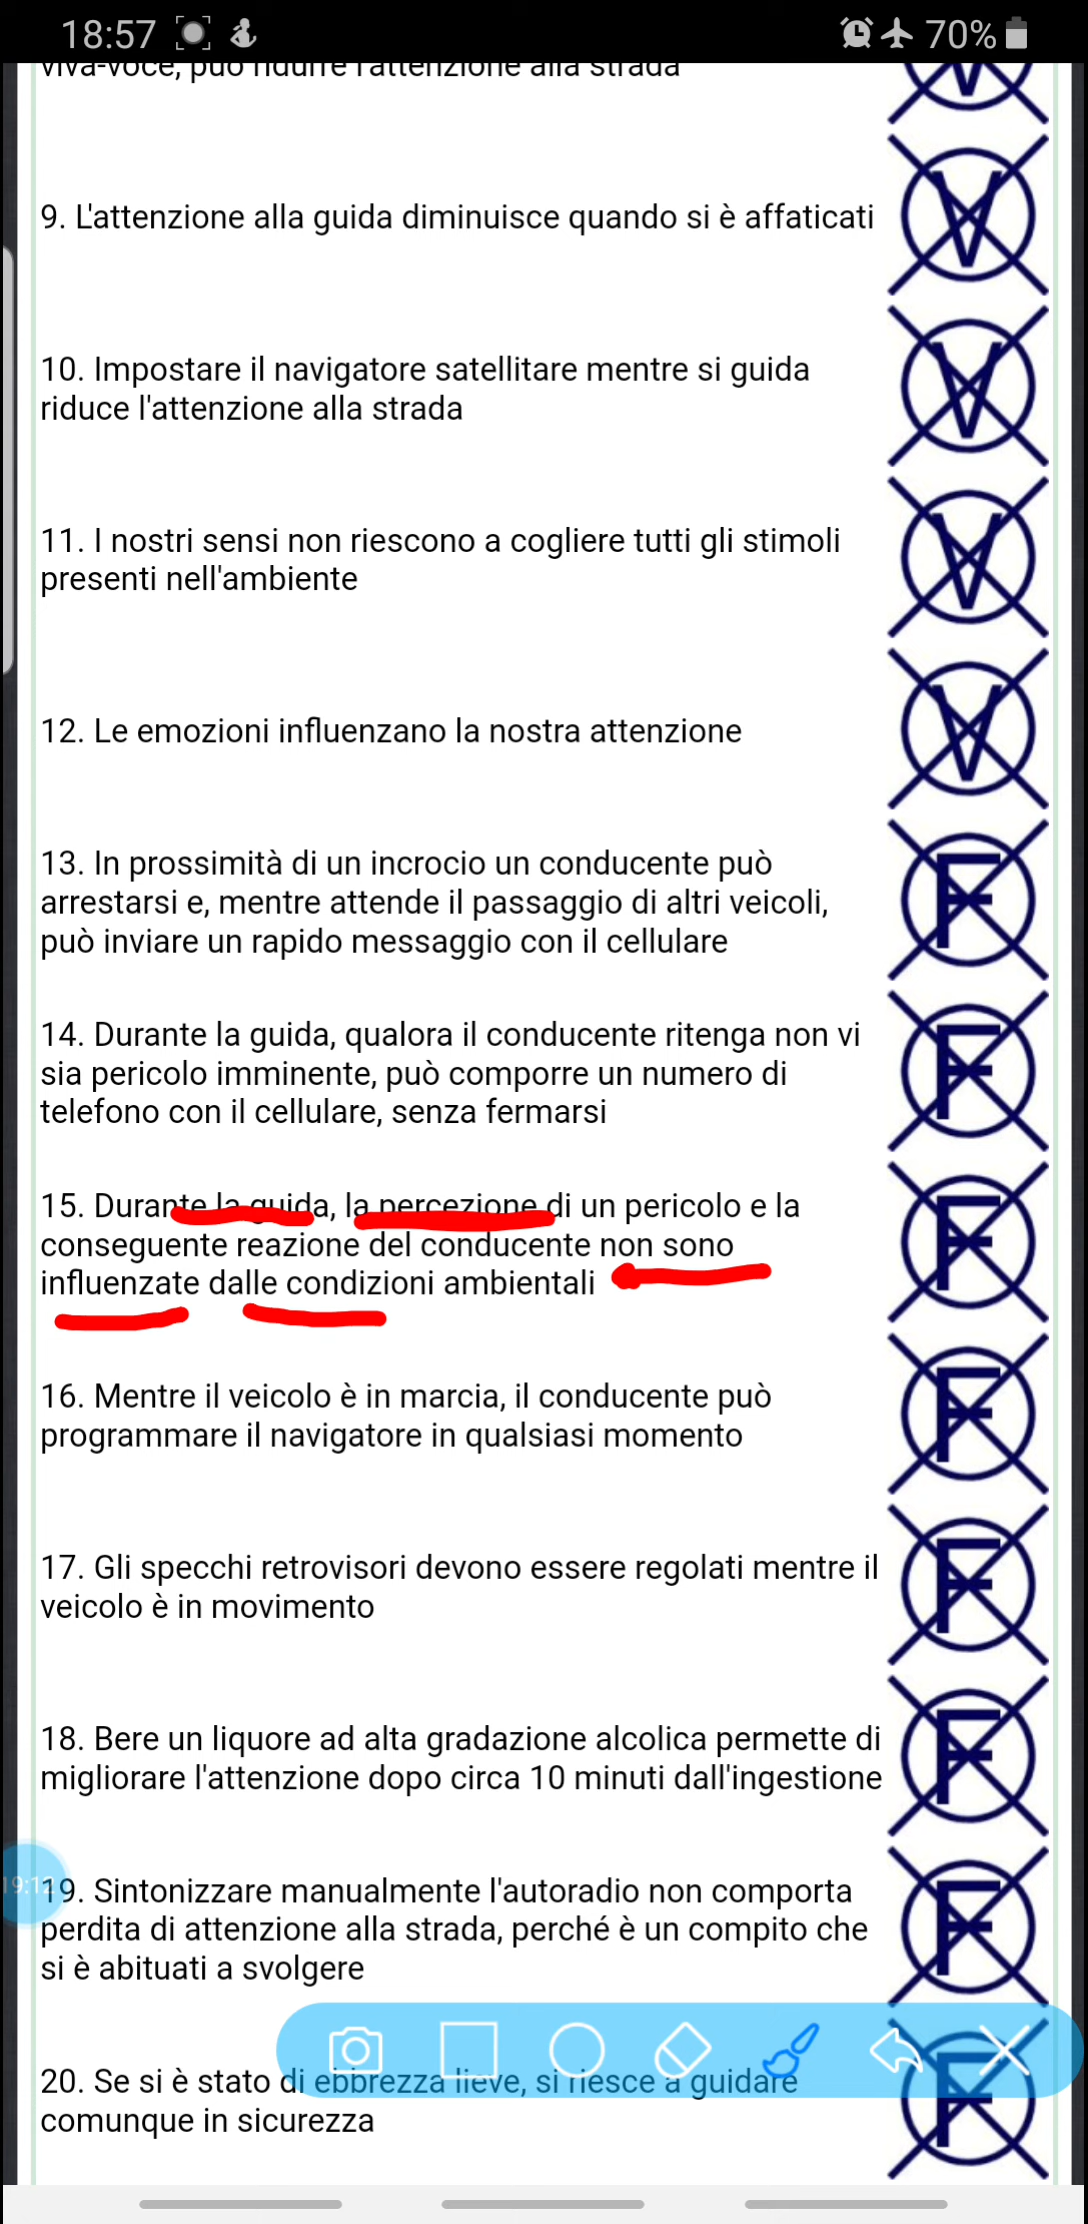 18:57 70%
viva-voce, può ridurre l'attenzione alla strada
V
9. L'attenzione alla guida diminuisce quando si è affaticati
V
10. Impostare il navigatore satellitare mentre si guida
riduce l'attenzione alla strada
V
11. I nostri sensi non riescono a cogliere tutti gli stimoli
presenti nell'ambiente
V
12. Le emozioni influenzano la nostra attenzione
V
13. In prossimità di un incrocio un conducente può
arrestarsi e, mentre attende il passaggio di altri veicoli,
può inviare un rapido messaggio con il cellulare
F
14. Durante la guida, qualora il conducente ritenga non vi
sia pericolo imminente, può comporre un numero di
telefono con il cellulare, senza fermarsi
F
15. Durante la guida, la percezione di un pericolo e la
conseguente reazione del conducente non sono
influenzate dalle condizioni ambientali
F
16. Mentre il veicolo è in marcia, il conducente può
programmare il navigatore in qualsiasi momento
F
17. Gli specchi retrovisori devono essere regolati mentre il
veicolo è in movimento
F
18. Bere un liquore ad alta gradazione alcolica permette di
migliorare l'attenzione dopo circa 10 minuti dall'ingestione
F
19:12
19. Sintonizzare manualmente l'autoradio non comporta
perdita di attenzione alla strada, perché è un compito che
si è abituati a svolgere
F
20. Se si è stato di ebbrezza lieve, si riesce a guidare
comunque in sicurezza
F